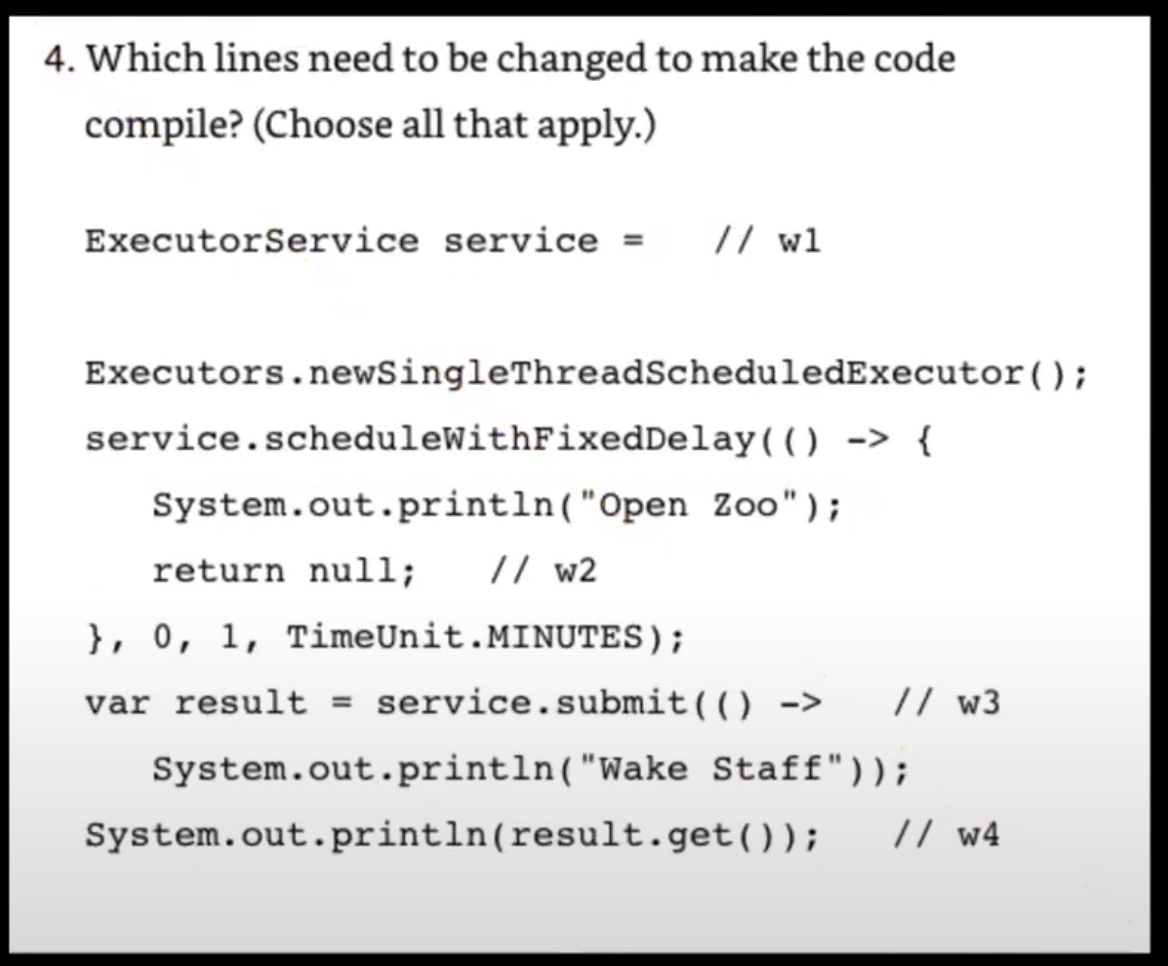 4. Which lines need to be changed to make the code
compile? (Choose all that apply.)
ExecutorService service =   // w1
Executors.newSingleThreadScheduledExecutor();
service.scheduleWithFixedDelay(() -> {
   System.out.println("Open Zoo");
   return null;   // w2
}, 0, 1, TimeUnit.MINUTES);
var result = service.submit(() ->   // w3
   System.out.println("Wake Staff"));
System.out.println(result.get());   // w4